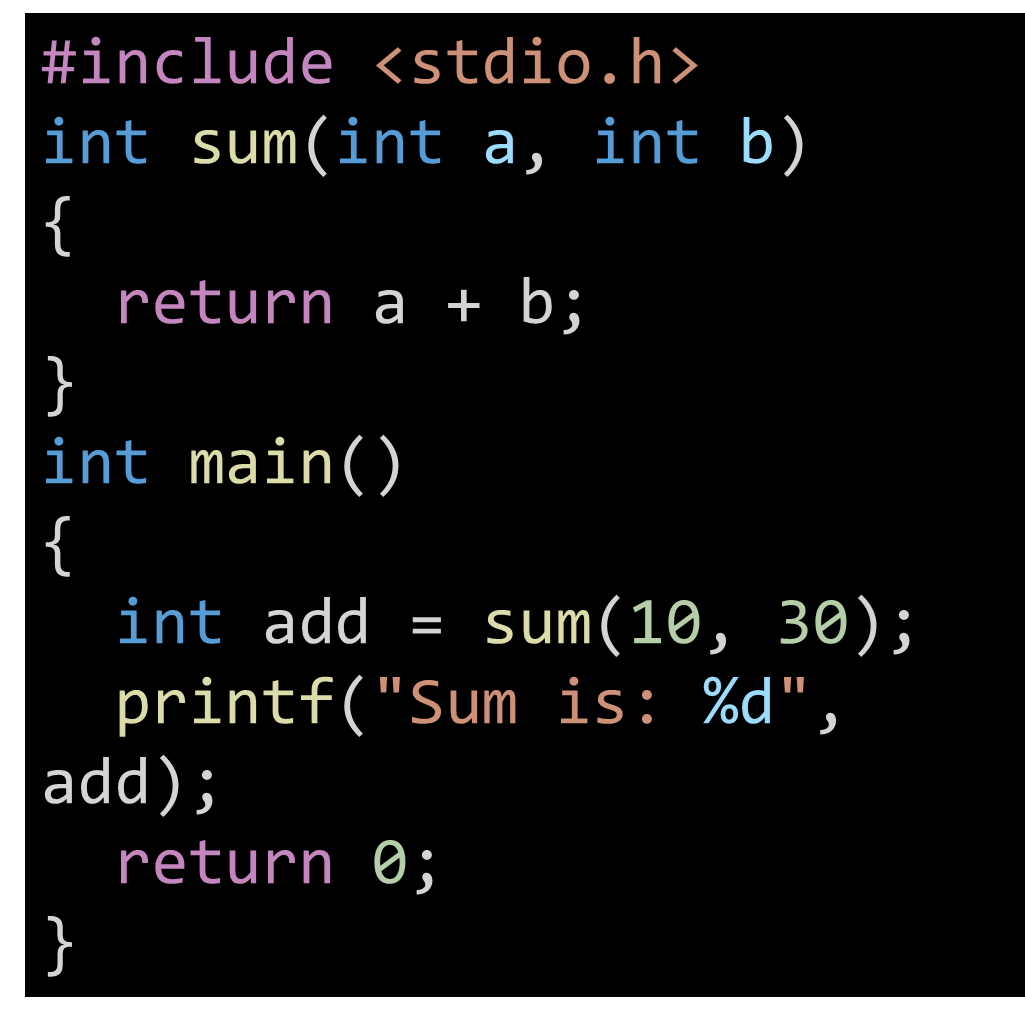 #include <stdio.h>
int sum(int a, int b)
{
  return a + b;
}
int main()
{
  int add = sum(10, 30);
  printf("Sum is: %d",
add);
  return 0;
}